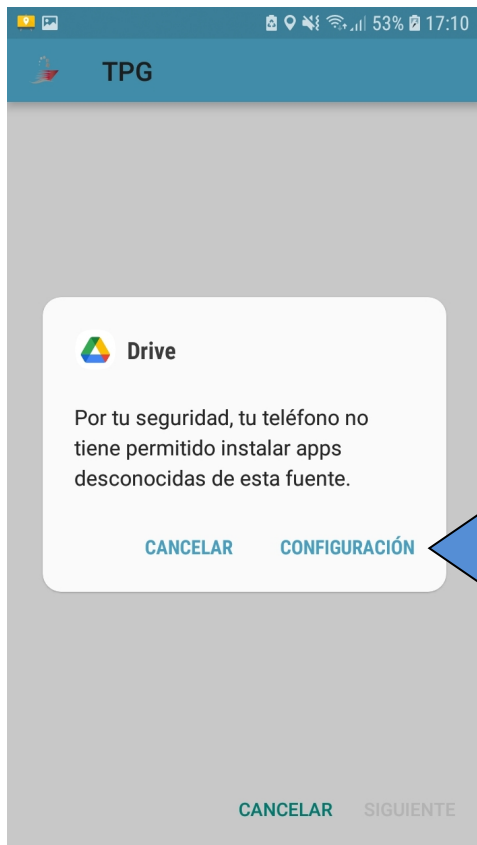 53% 17:10
TPG
Drive
Por tu seguridad, tu teléfono no
tiene permitido instalar apps
desconocidas de esta fuente.
CANCELAR CONFIGURACIÓN
CANCELAR SIGUIENTE